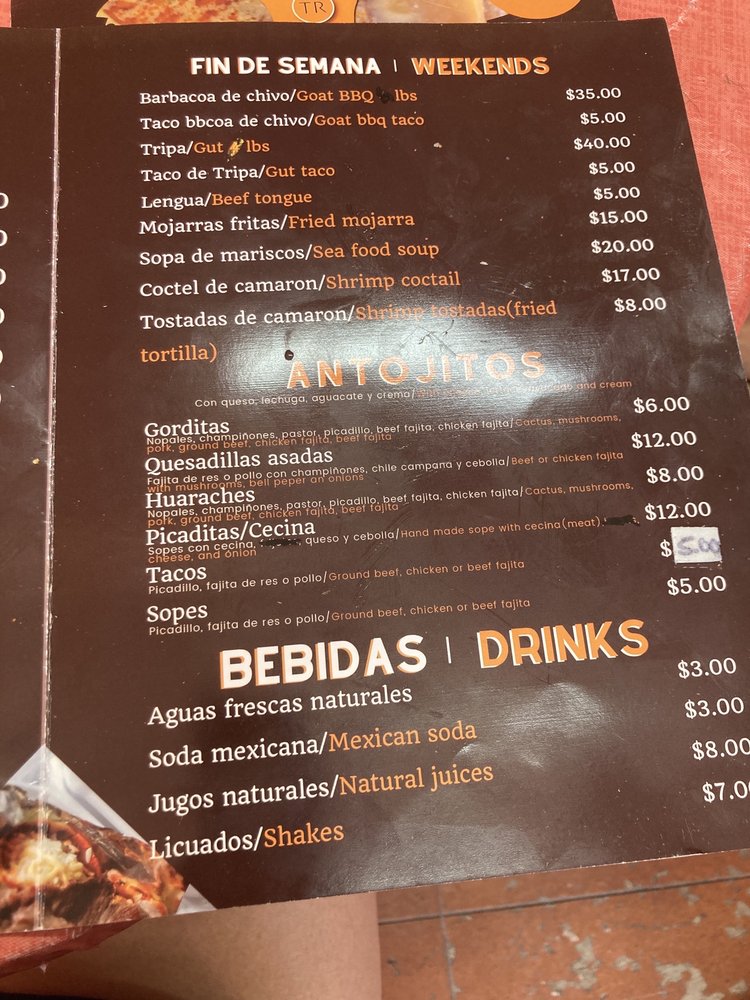 TR
FIN DE SEMANA | WEEKENDS
Barbacoa de chivo/Goat BBQ lbs $35.00
Taco bbcoa de chivo/Goat bbq taco $5.00
Tripa/Gut lbs $40.00
Taco de Tripa/Gut taco $5.00
Lengua/Beef tongue $5.00
Mojarras fritas/Fried mojarra $15.00
Sopa de mariscos/Sea food soup $20.00
Coctel de camaron/Shrimp coctail $17.00
Tostadas de camaron/Shrimp tostadas(fried $8.00
tortilla)
ANTOJITOS
Con queso, lechuga, aguacate y crema/ and cream
Gorditas $6.00
Nopales, champiñones, pastor, picadillo, beef fajita, chicken fajita/Cactus, mushrooms,
pork, ground beef, chicken fajita, beef fajita
Quesadillas asadas $12.00
Fajita de res o pollo con champiñones, chile campana y cebolla/Beef or chicken fajita
with mushrooms, bell peper an onions
Huaraches $8.00
Nopales, champiñones, pastor, picadillo, beef fajita, chicken fajita/Cactus, mushrooms,
pork, ground beef, chicken fajita, beef fajita
Picaditas/Cecina $12.00
Sopes con cecina, queso y cebolla/Hand made sope with cecina(meat),
cheese, and onion
Tacos $5.00
Picadillo, fajita de res o pollo/Ground beef, chicken or beef fajita
Sopes $5.00
Picadillo, fajita de res o pollo/Ground beef, chicken or beef fajita
BEBIDAS | DRINKS
Aguas frescas naturales $3.00
Soda mexicana/Mexican soda $3.00
Jugos naturales/Natural juices $8.00
Licuados/Shakes $7.0